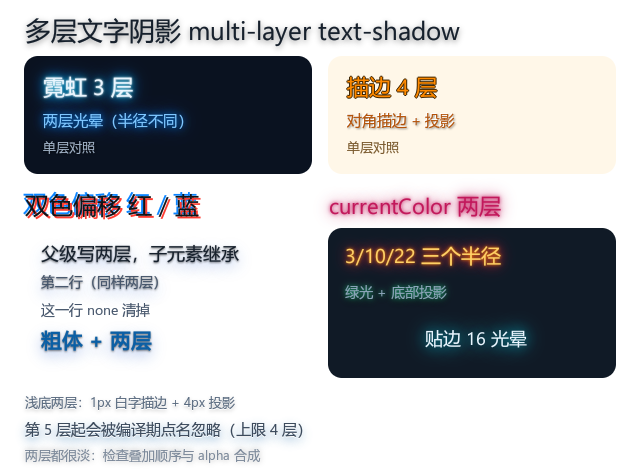 多层文字阴影 multi-layer text-shadow
霓虹 3 层
两层光晕（半径不同）
单层对照
描边 4 层
对角描边 + 投影
单层对照
双色偏移 红 / 蓝
父级写两层，子元素继承
第二行（同样两层）
这一行 none 清掉
粗体 + 两层
currentColor 两层
3/10/22 三个半径
绿光 + 底部投影
贴边 16 光晕
浅底两层：1px 白字描边 + 4px 投影
第 5 层起会被编译期点名忽略（上限 4 层）
两层都很淡：检查叠加顺序与 alpha 合成